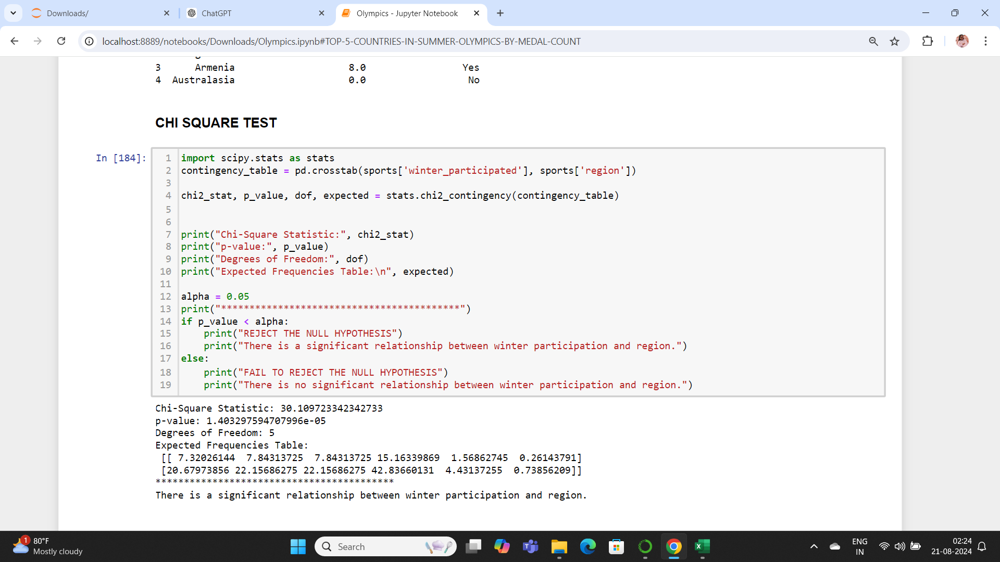 Downloads/
ChatGPT
Olympics - Jupyter Notebook
localhost:8889/notebooks/Downloads/Olympics.ipynb#TOP-5-COUNTRIES-IN-SUMMER-OLYMPICS-BY-MEDAL-COUNT
3 Armenia 8.0 Yes
4 Australasia 0.0 No
CHI SQUARE TEST
In [184]:
1 import scipy.stats as stats
2 contingency_table = pd.crosstab(sports['winter_participated'], sports['region'])
3
4 chi2_stat, p_value, dof, expected = stats.chi2_contingency(contingency_table)
5
6
7 print("Chi-Square Statistic:", chi2_stat)
8 print("p-value:", p_value)
9 print("Degrees of Freedom:", dof)
10 print("Expected Frequencies Table:\n", expected)
11
12 alpha = 0.05
13 print("******************************************")
14 if p_value < alpha:
15     print("REJECT THE NULL HYPOTHESIS")
16     print("There is a significant relationship between winter participation and region.")
17 else:
18     print("FAIL TO REJECT THE NULL HYPOTHESIS")
19     print("There is no significant relationship between winter participation and region.")
Chi-Square Statistic: 30.109723342342733
p-value: 1.403297594707996e-05
Degrees of Freedom: 5
Expected Frequencies Table:
[[ 7.32026144 7.84313725 7.84313725 15.16339869 1.56862745 0.26143791]
[20.67973856 22.15686275 22.15686275 42.83660131 4.43137255 0.73856209]]
******************************************
There is a significant relationship between winter participation and region.
1
80°F
Mostly cloudy
Search
ENG
IN
02:24
21-08-2024